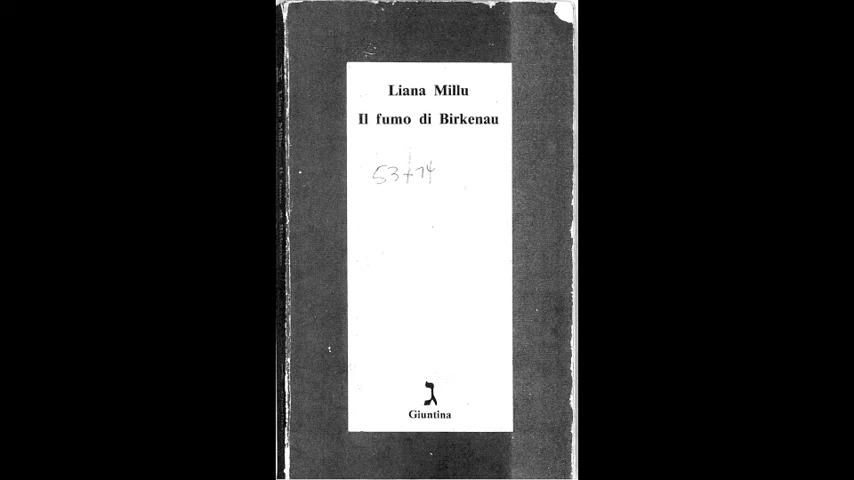 Liana Millu
Il fumo di Birkenau
53+74
ג
Giuntina